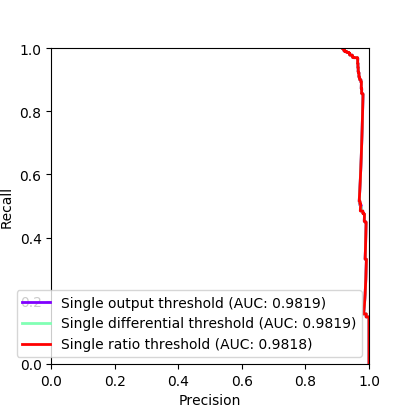 1.0
0.8
0.6
0.4
0.2
0.0
Recall
Single output threshold (AUC: 0.9819)
Single differential threshold (AUC: 0.9819)
Single ratio threshold (AUC: 0.9818)
0.0 0.2 0.4 0.6 0.8 1.0
Precision